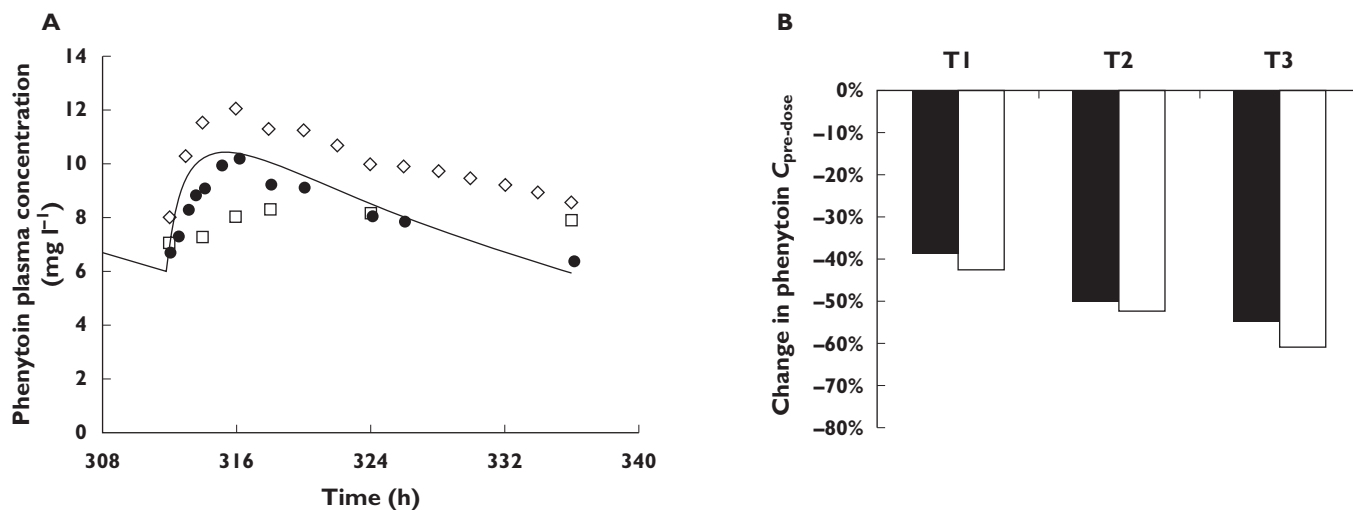 A
Phenytoin plasma concentration
(mg l⁻¹)
14
12
10
8
6
4
2
0
308
316
324
332
340
Time (h)
B
T1
T2
T3
Change in phenytoin Cpre-dose
0%
–10%
–20%
–30%
–40%
–50%
–60%
–70%
–80%